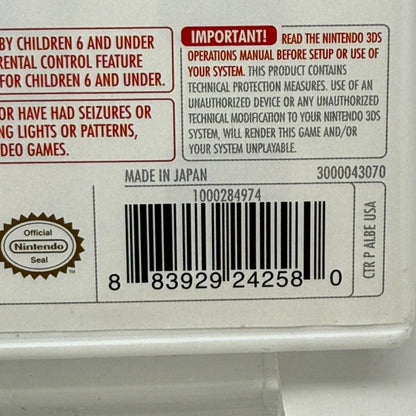 BY CHILDREN 6 AND UNDER
RENTAL CONTROL FEATURE
FOR CHILDREN 6 AND UNDER.
OR HAVE HAD SEIZURES OR
NG LIGHTS OR PATTERNS,
DEO GAMES.
IMPORTANT! READ THE NINTENDO 3DS
OPERATIONS MANUAL BEFORE SETUP OR USE OF
YOUR SYSTEM. THIS PRODUCT CONTAINS
TECHNICAL PROTECTION MEASURES. USE OF AN
UNAUTHORIZED DEVICE OR ANY UNAUTHORIZED
TECHNICAL MODIFICATION TO YOUR NINTENDO 3DS
SYSTEM, WILL RENDER THIS GAME AND/OR
YOUR SYSTEM UNPLAYABLE.
MADE IN JAPAN 3000043070
1000284974
Official
Nintendo
Seal
™
8 83929 24258 0
CTR P ALBE USA